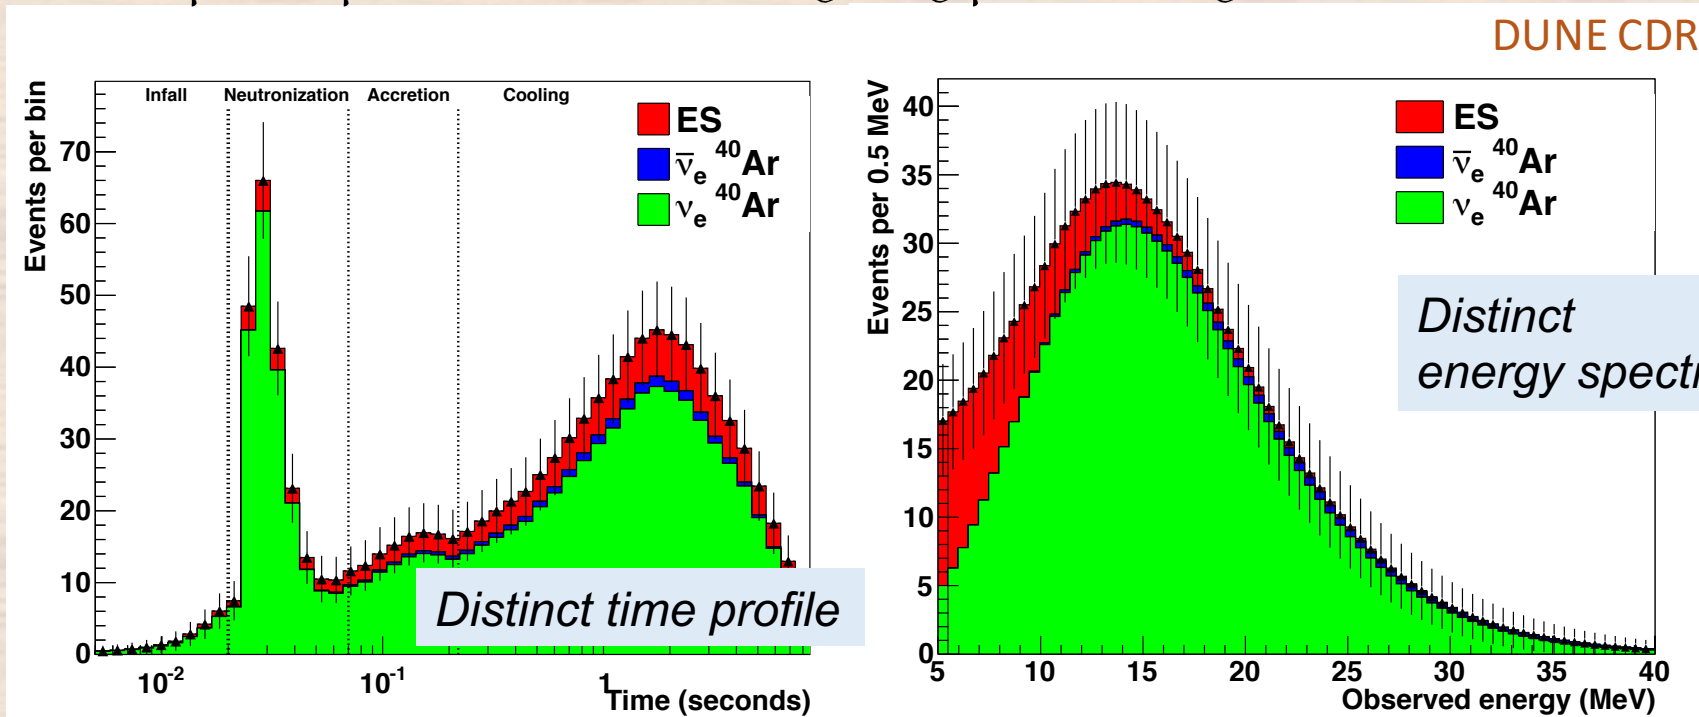 DUNE CDR
Events per bin
Infall Neutronization Accretion Cooling
ES
ν̅e 40Ar
νe 40Ar
70
60
50
40
30
20
10
0
10-2 10-1 1
Time (seconds)
Distinct time profile
Events per 0.5 MeV
ES
ν̅e 40Ar
νe 40Ar
40
35
30
25
20
15
10
5
0
5 10 15 20 25 30 35 40
Observed energy (MeV)
Distinct
energy spectr